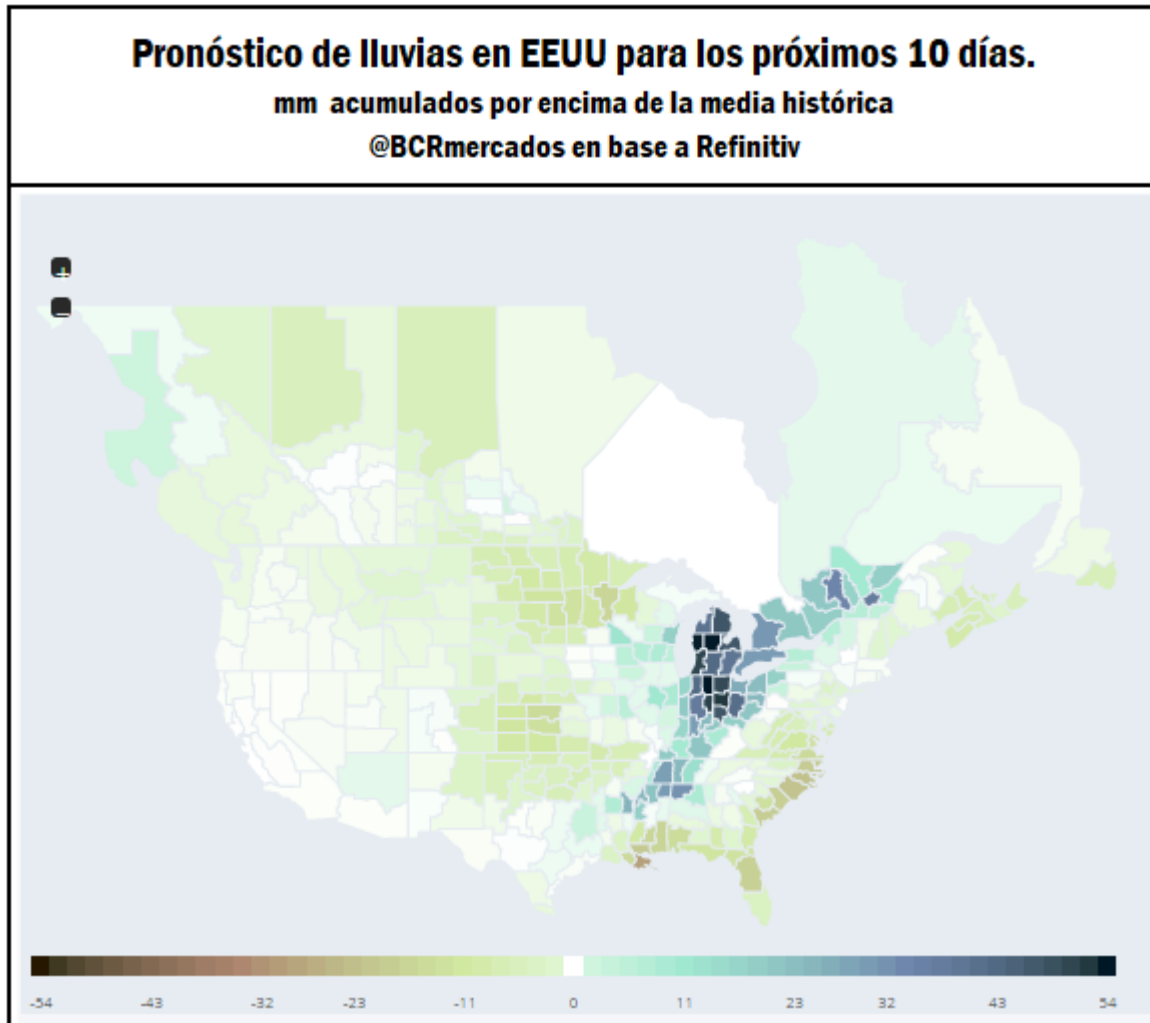 Pronóstico de lluvias en EEUU para los próximos 10 días.
mm acumulados por encima de la media histórica
@BCRmercados en base a Refinitiv
+
−
-54 -43 -32 -23 -11 0 11 23 32 43 54